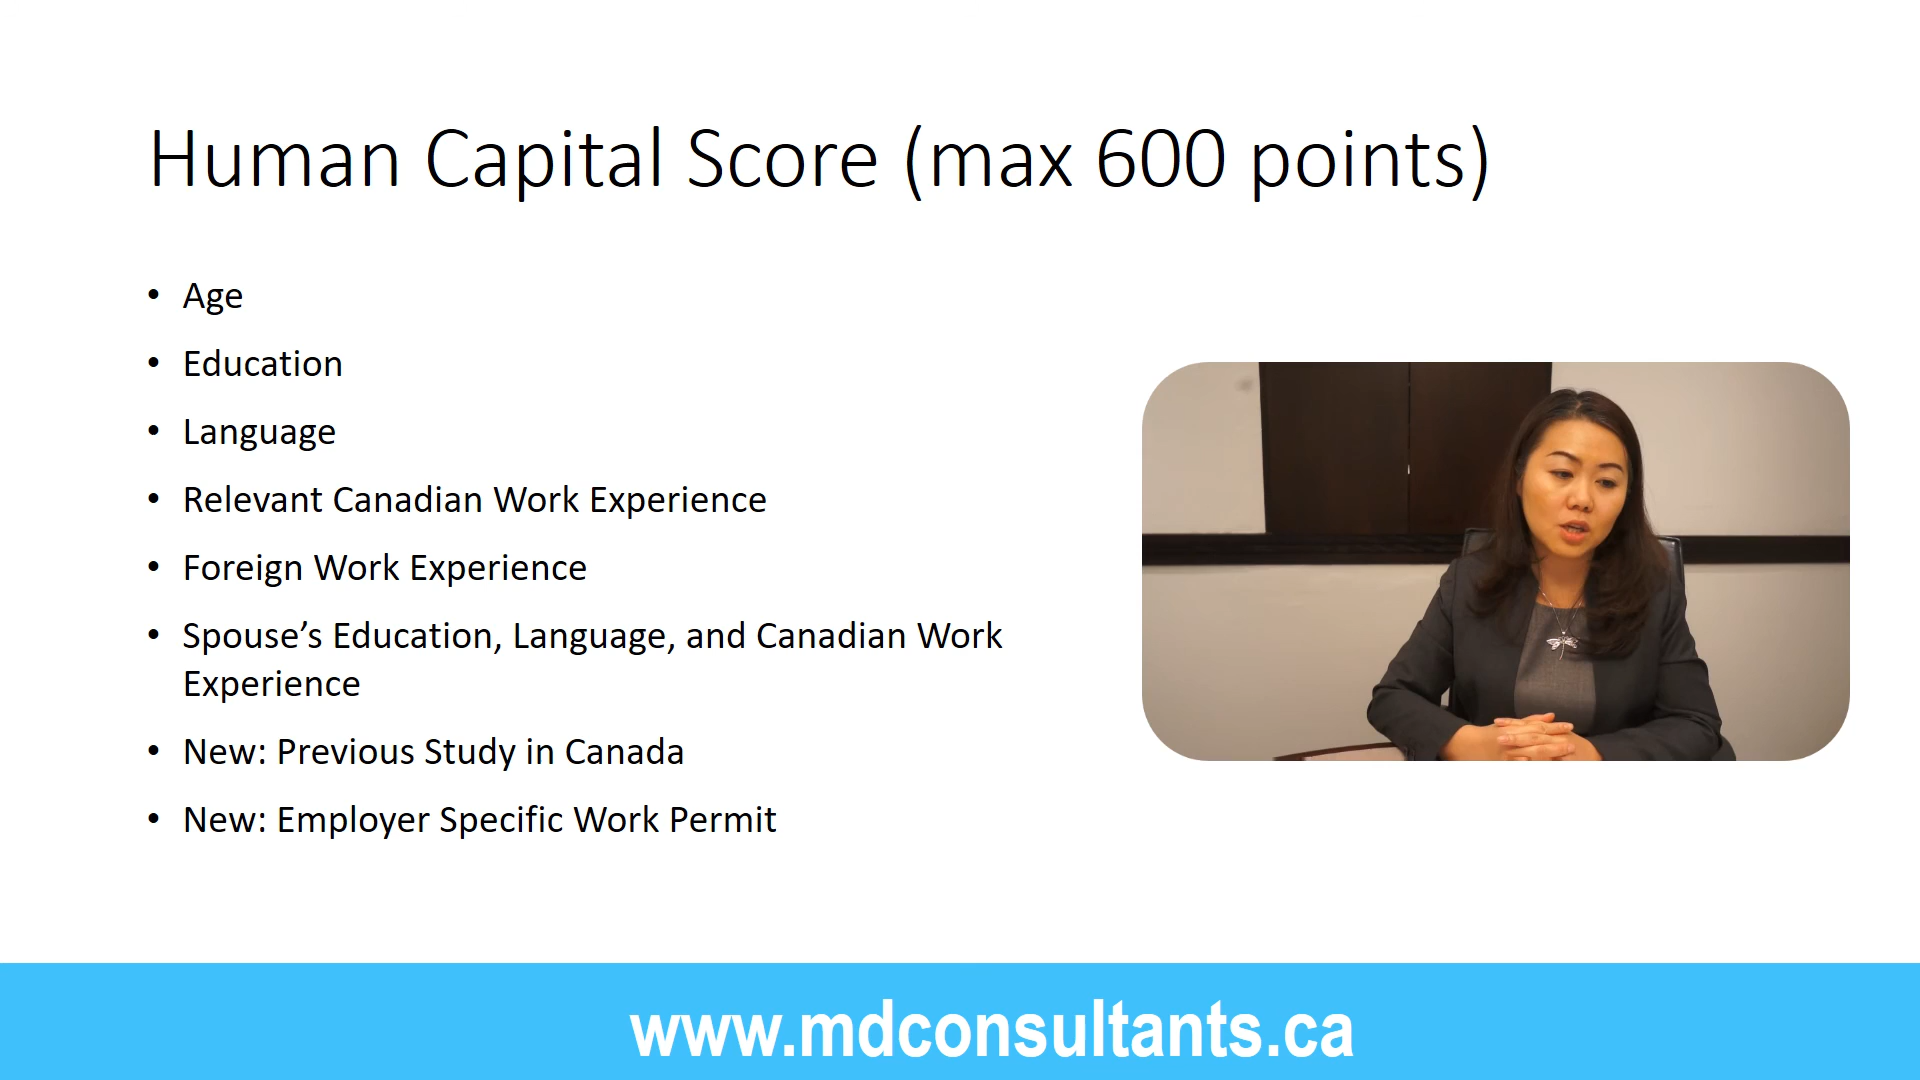 Human Capital Score (max 600 points)
• Age
• Education
• Language
• Relevant Canadian Work Experience
• Foreign Work Experience
• Spouse’s Education, Language, and Canadian Work
Experience
• New: Previous Study in Canada
• New: Employer Specific Work Permit
www.mdconsultants.ca